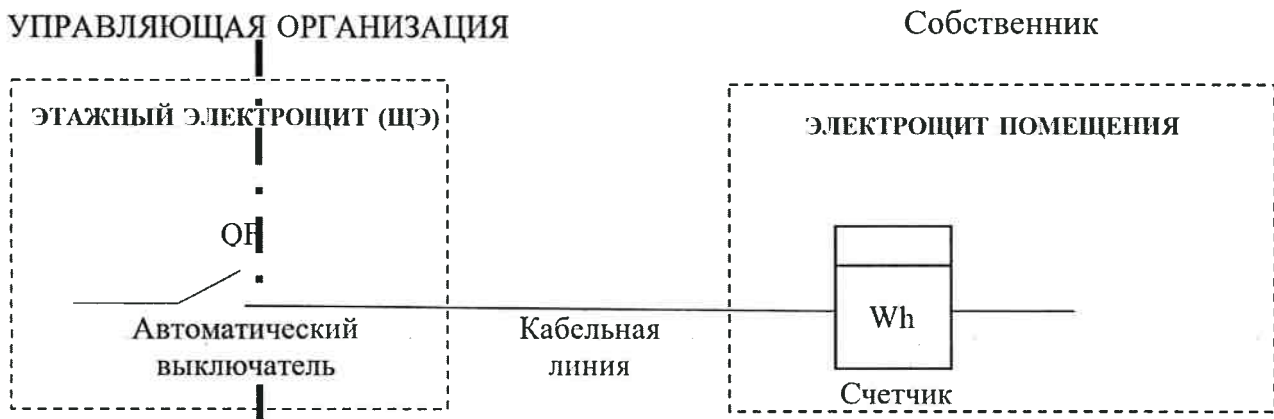 УПРАВЛЯЮЩАЯ ОРГАНИЗАЦИЯ
Собственник
ЭТАЖНЫЙ ЭЛЕКТРОЩИТ (ЩЭ)
ЭЛЕКТРОЩИТ ПОМЕЩЕНИЯ
QF
Автоматический
выключатель
Кабельная
линия
Wh
Счетчик